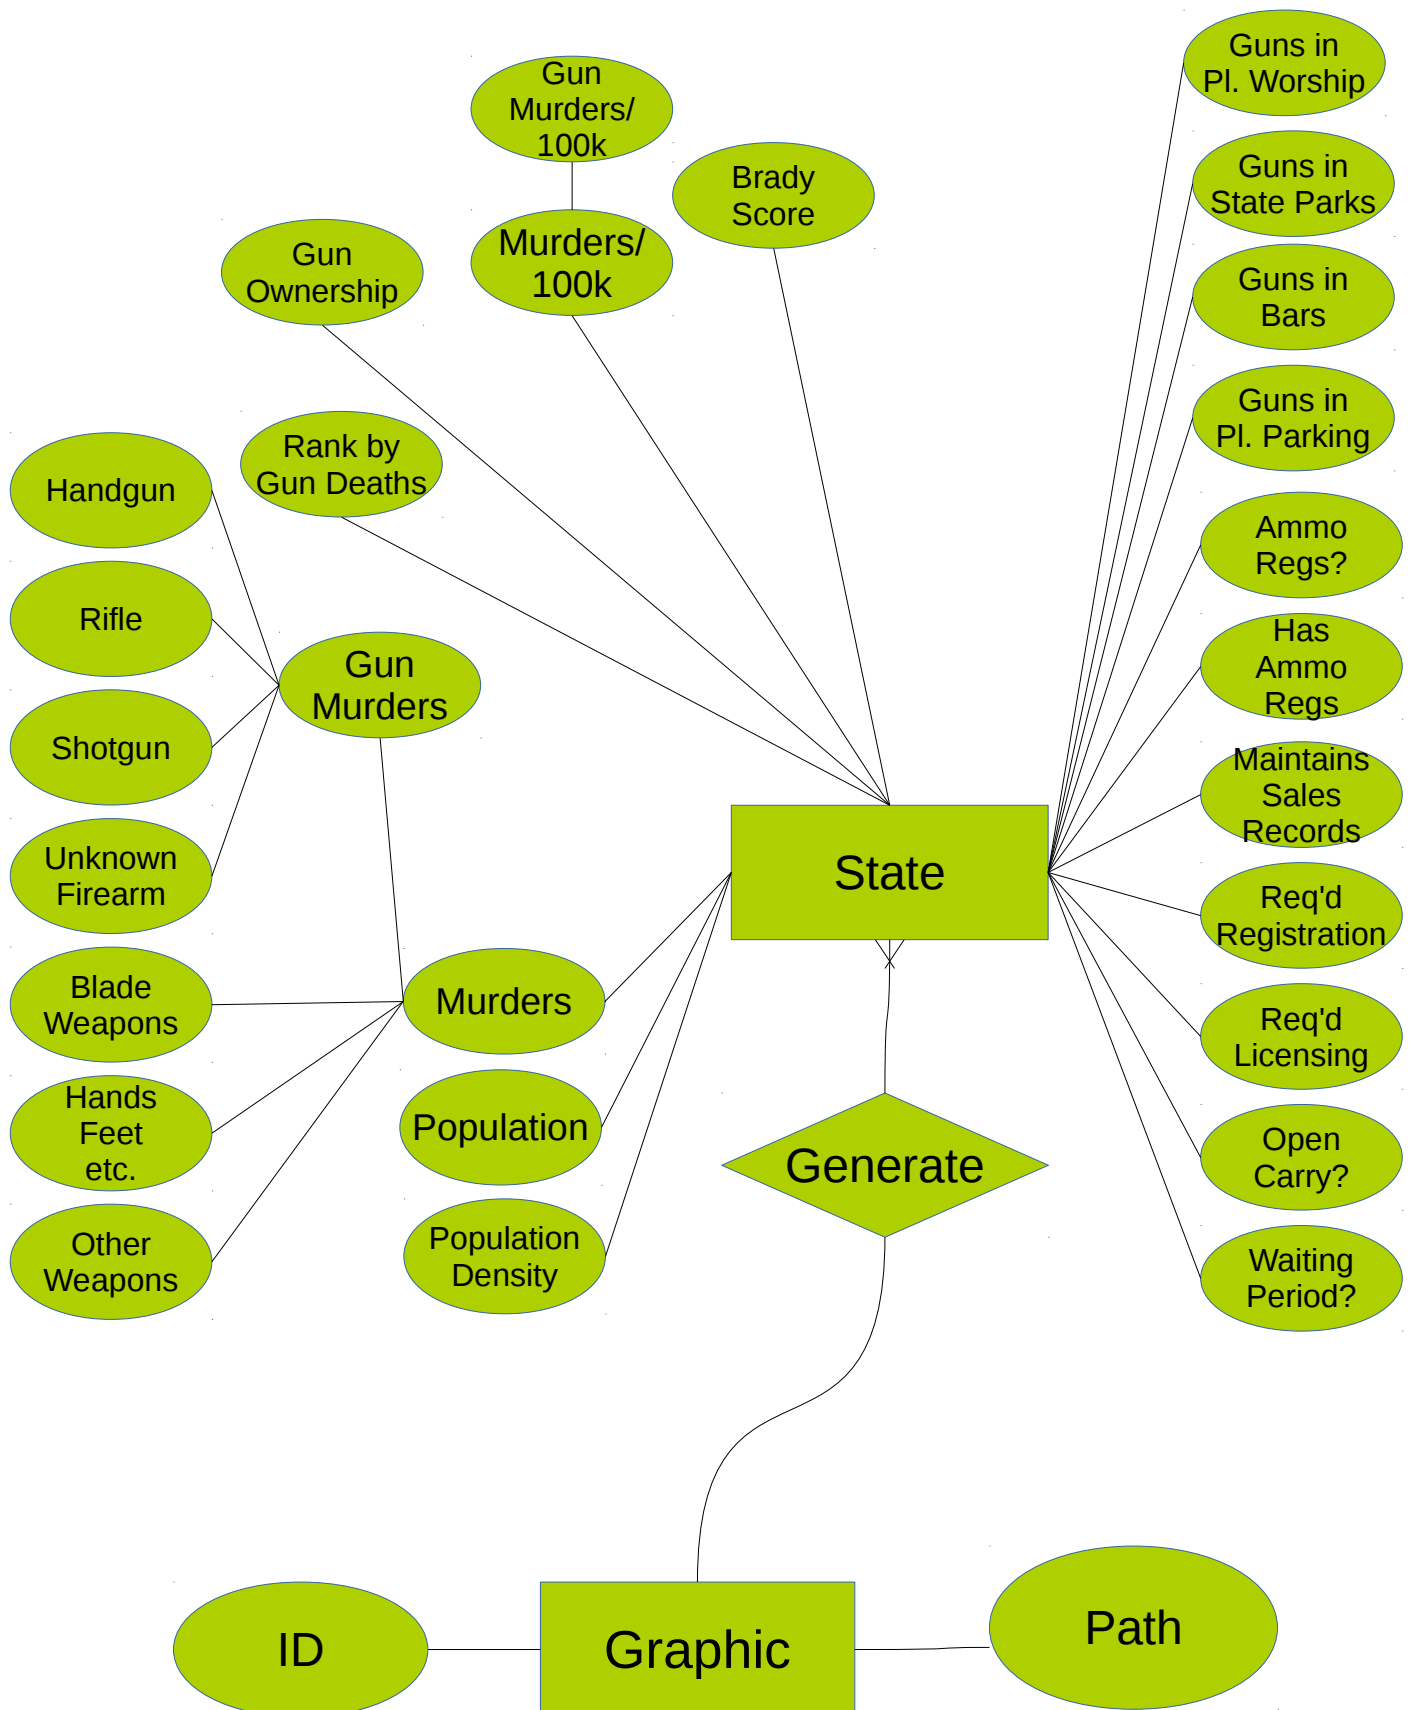 Guns in
Pl. Worship
Gun
Murders/
100k
Brady
Score
Guns in
State Parks
Murders/
100k
Gun
Ownership
Guns in
Bars
Guns in
Pl. Parking
Rank by
Gun Deaths
Handgun
Ammo
Regs?
Rifle
Gun
Murders
Has
Ammo
Regs
Shotgun
Maintains
Sales
Records
Unknown
Firearm
State
Req'd
Registration
Blade
Weapons
Murders
Req'd
Licensing
Hands
Feet
etc.
Population
Generate
Open
Carry?
Other
Weapons
Population
Density
Waiting
Period?
ID
Graphic
Path